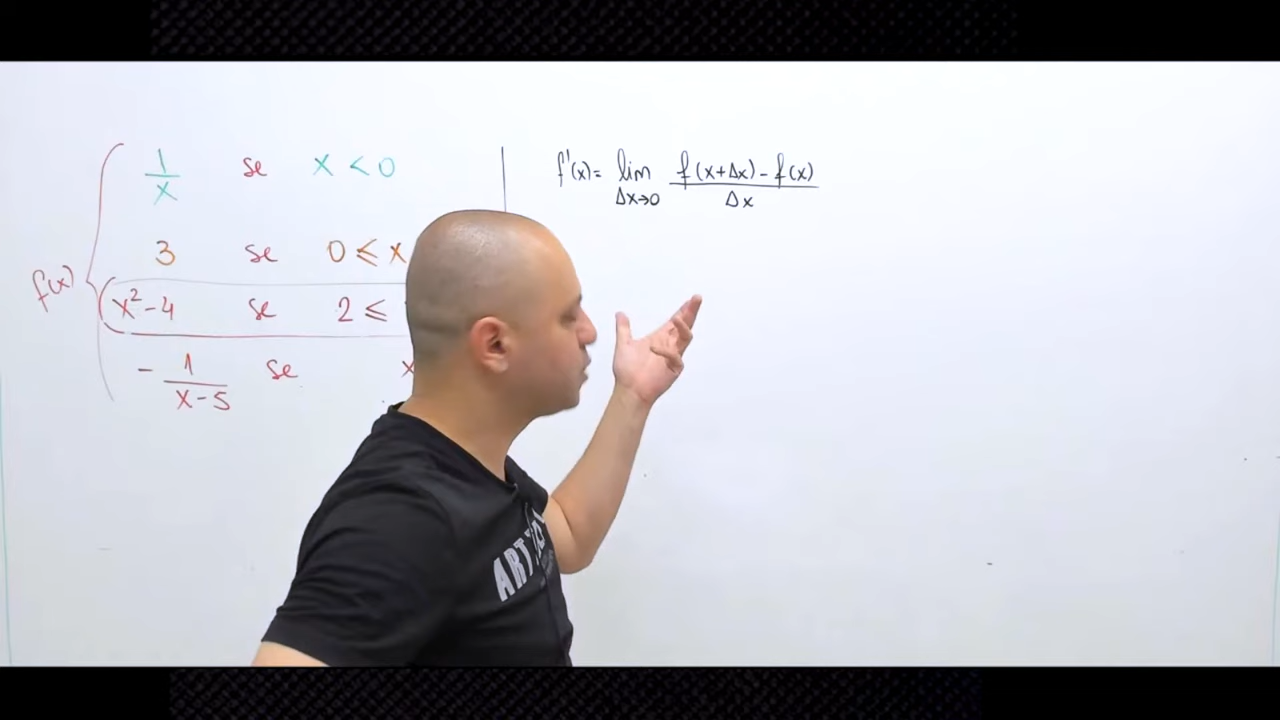 f(x)
1/x se x < 0
3 se 0 ≤ x
x² - 4 se 2 ≤
- 1/(x-5) se x
f'(x) = lim Δx→0 (f(x+Δx) - f(x))/Δx